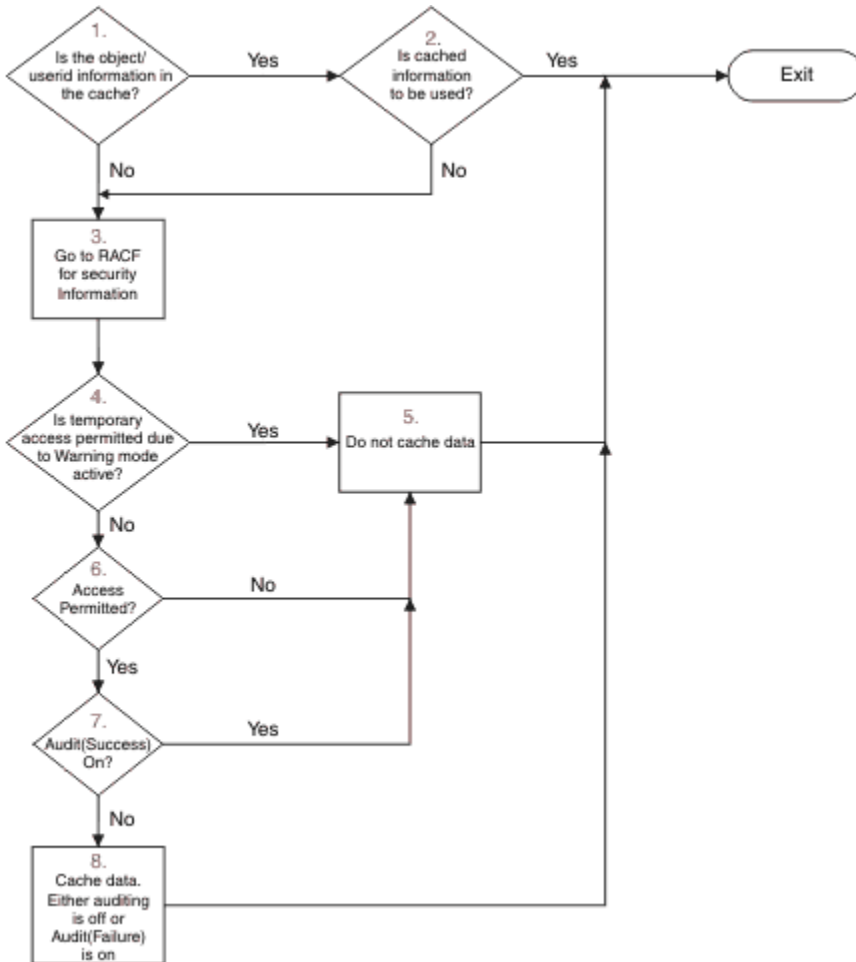 1.
Is the object/
userid information in
the cache?
Yes
2.
Is cached
information
to be used?
Yes
Exit
No
No
3.
Go to RACF
for security
Information
4.
Is temporary
access permitted due
to Warning mode
active?
Yes
5.
Do not cache data
No
6.
Access
Permitted?
No
Yes
7.
Audit(Success)
On?
Yes
No
8.
Cache data.
Either auditing
is off or
Audit(Failure)
is on